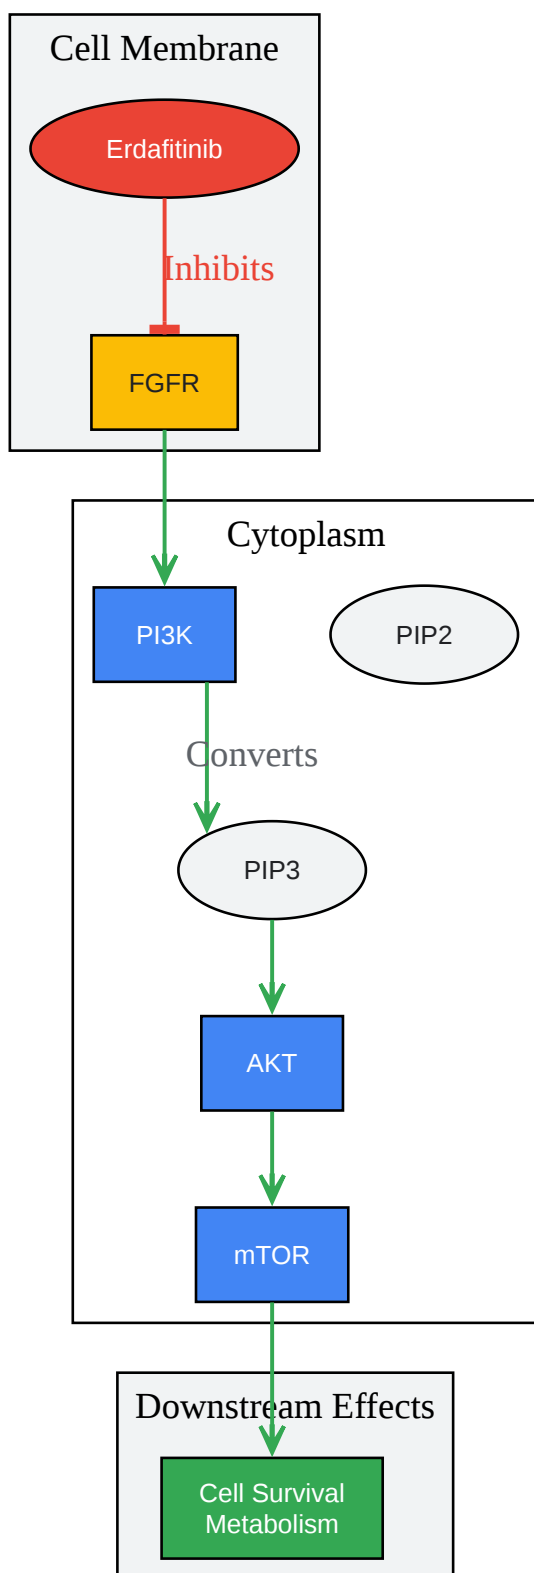 Cell Membrane
Erdafitinib
Inhibits
FGFR
Cytoplasm
PI3K
PIP2
Converts
PIP3
AKT
mTOR
Downstream Effects
Cell Survival
Metabolism